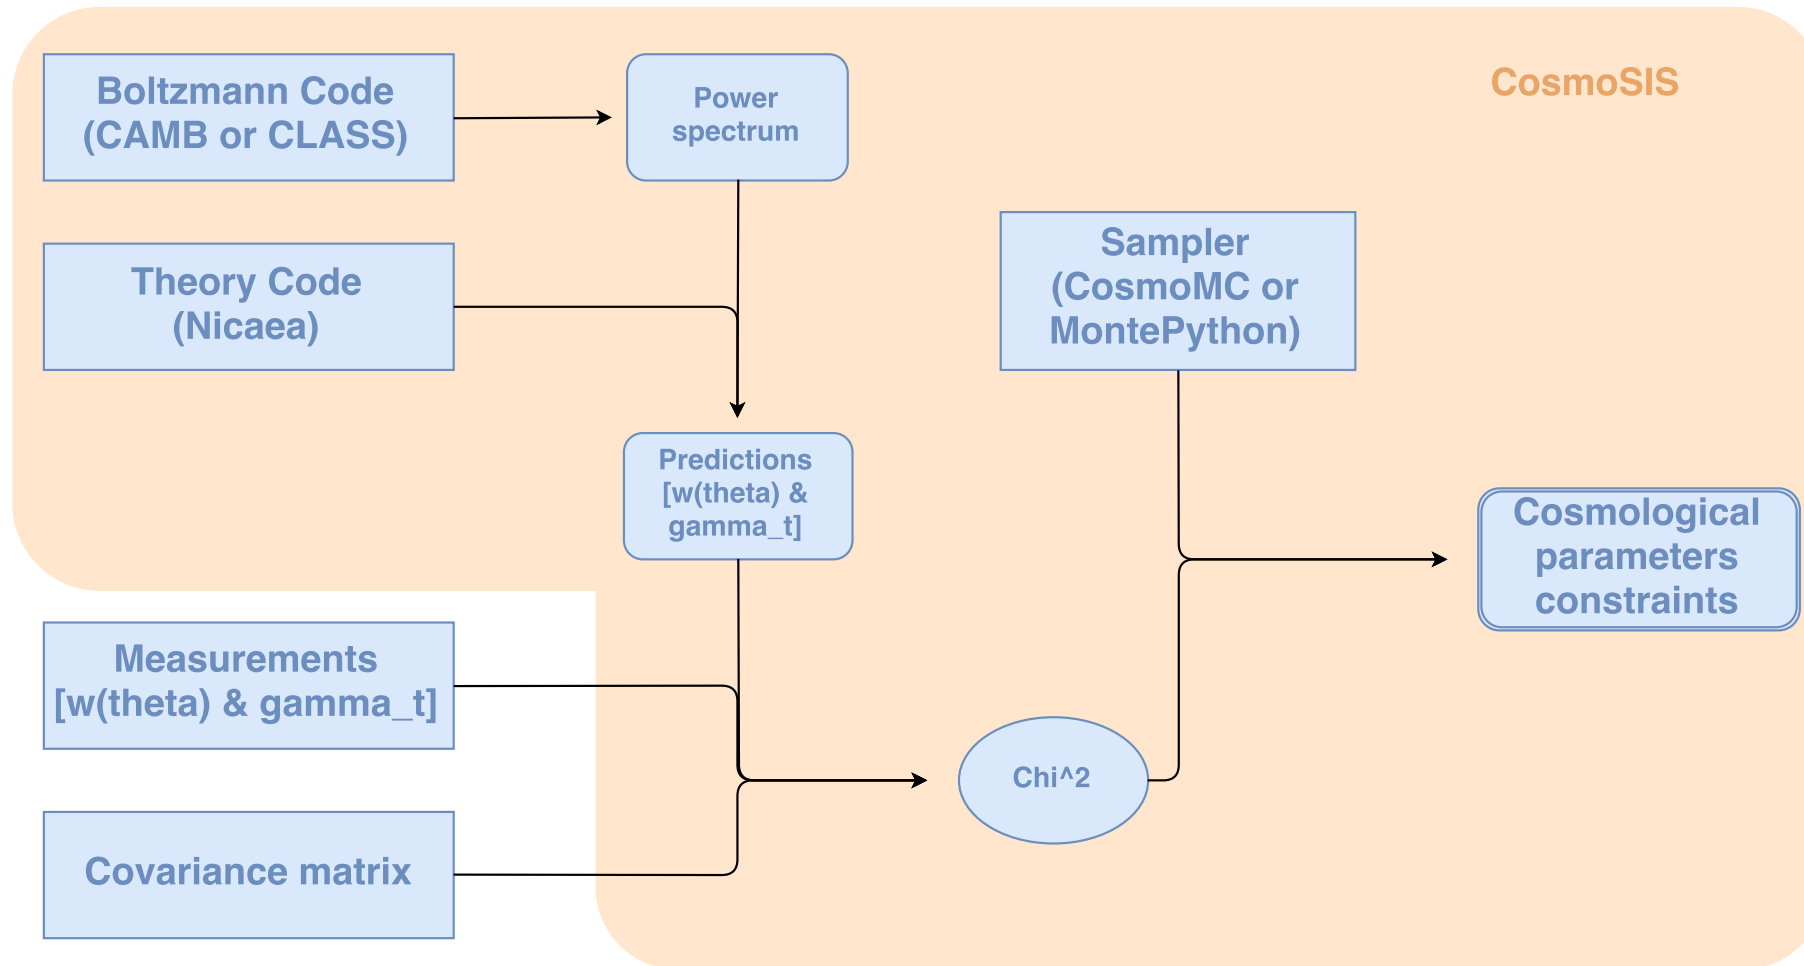 Boltzmann Code
(CAMB or CLASS)
Power
spectrum
CosmoSIS
Theory Code
(Nicaea)
Sampler
(CosmoMC or
MontePython)
Predictions
[w(theta) &
gamma_t]
Cosmological
parameters
constraints
Measurements
[w(theta) & gamma_t]
Chi^2
Covariance matrix